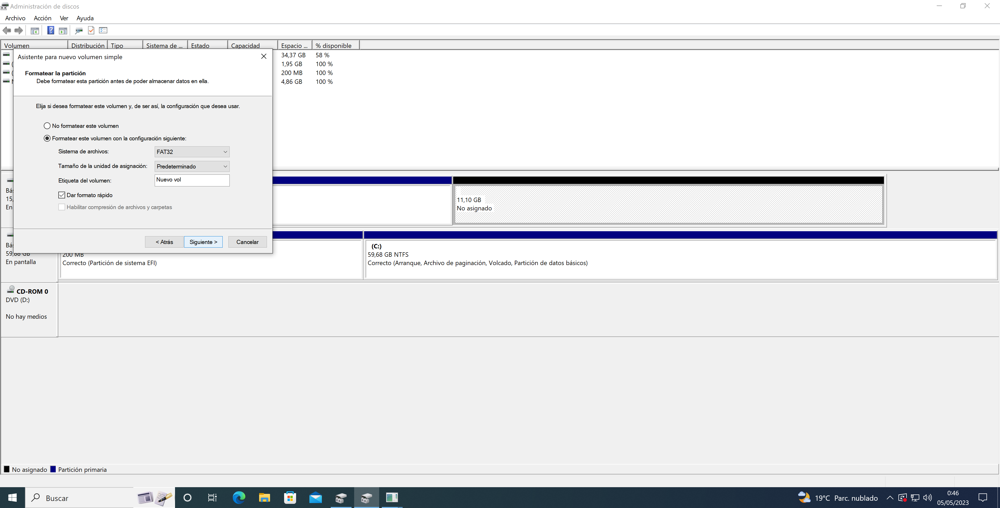 Administración de discos
Archivo Acción Ver Ayuda
Volumen Distribución Tipo Sistema de ... Estado Capacidad Espacio ... % disponible
34,37 GB 58 %
1,95 GB 100 %
200 MB 100 %
4,86 GB 100 %
Asistente para nuevo volumen simple
Formatear la partición
Debe formatear esta partición antes de poder almacenar datos en ella.
Elija si desea formatear este volumen y, de ser así, la configuración que desea usar.
No formatear este volumen
Formatear este volumen con la configuración siguiente:
Sistema de archivos: FAT32
Tamaño de la unidad de asignación: Predeterminado
Etiqueta del volumen: Nuevo vol
Dar formato rápido
Habilitar compresión de archivos y carpetas
< Atrás Siguiente > Cancelar
Bás
15,
En
11,10 GB
No asignado
Bás
59,68 GB
En pantalla
200 MB
Correcto (Partición de sistema EFI)
(C:)
59,68 GB NTFS
Correcto (Arranque, Archivo de paginación, Volcado, Partición de datos básicos)
CD-ROM 0
DVD (D:)
No hay medios
No asignado Partición primaria
Buscar
19°C Parc. nublado
0:46
05/05/2023